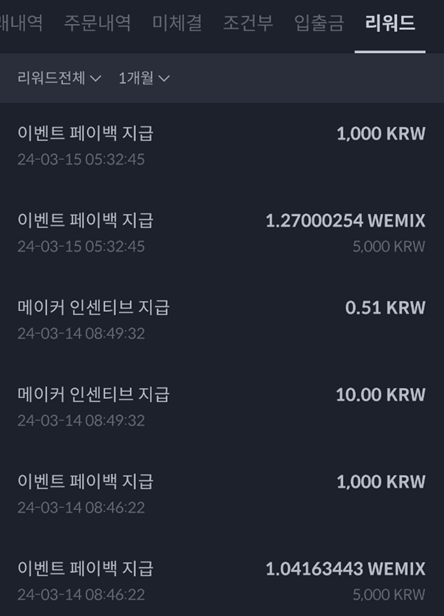 래내역 주문내역 미체결 조건부 입출금 리워드
리워드전체 1개월
이벤트 페이백 지급 1,000 KRW
24-03-15 05:32:45
이벤트 페이백 지급 1.27000254 WEMIX
24-03-15 05:32:45 5,000 KRW
메이커 인센티브 지급 0.51 KRW
24-03-14 08:49:32
메이커 인센티브 지급 10.00 KRW
24-03-14 08:49:32
이벤트 페이백 지급 1,000 KRW
24-03-14 08:46:22
이벤트 페이백 지급 1.04163443 WEMIX
24-03-14 08:46:22 5,000 KRW